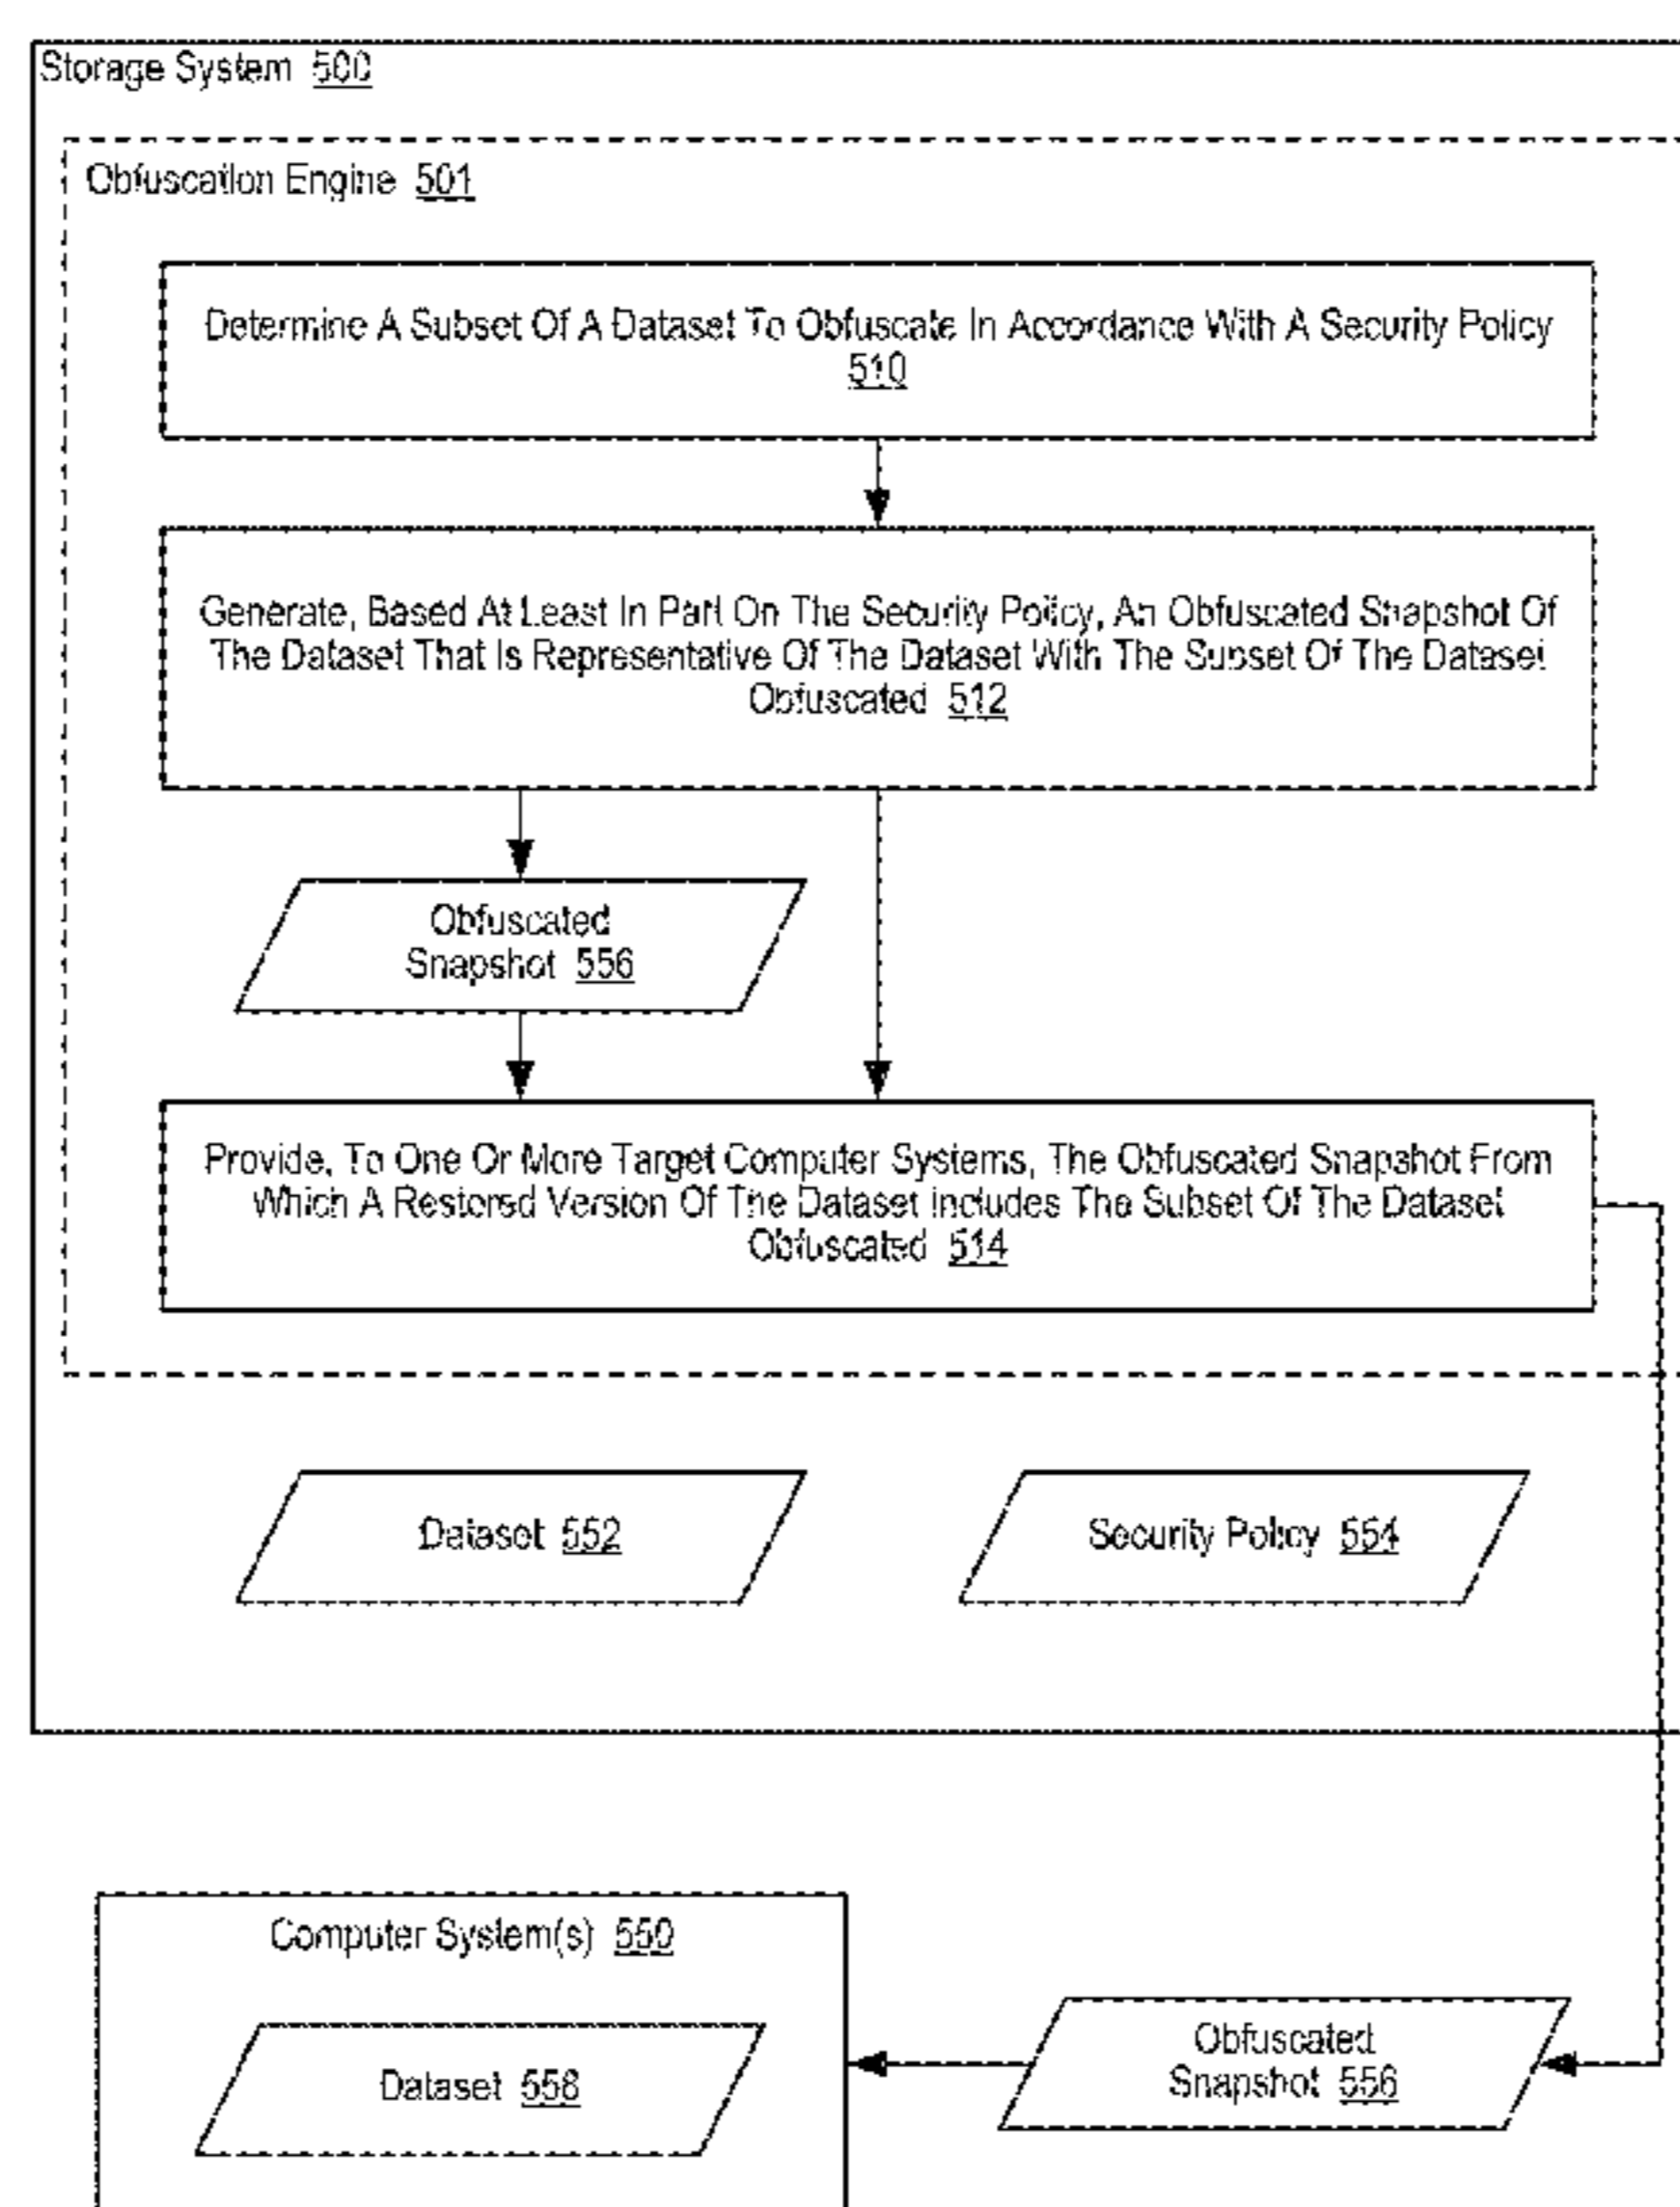 Storage System 500
Obfuscation Engine 501
Determine A Subset Of A Dataset To Obfuscate In Accordance With A Security Policy
510
Generate, Based At Least In Part On The Security Policy, An Obfuscated Snapshot Of
The Dataset That Is Representative Of The Dataset With The Subset Of The Dataset
Obfuscated 512
Obfuscated
Snapshot 556
Provide, To One Or More Target Computer Systems, The Obfuscated Snapshot From
Which A Restored Version Of The Dataset Includes The Subset Of The Dataset
Obfuscated 514
Dataset 552
Security Policy 554
Computer System(s) 550
Obfuscated
Snapshot 556
Dataset 558